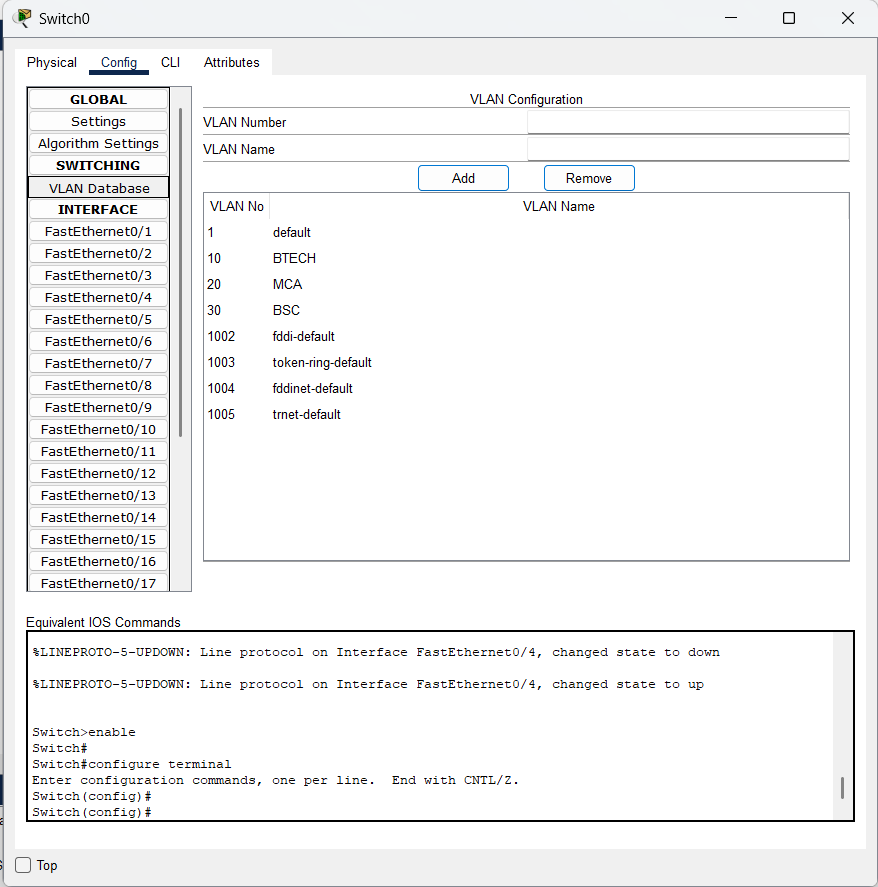 Switch0
Physical Config CLI Attributes
GLOBAL
Settings
Algorithm Settings
SWITCHING
VLAN Database
INTERFACE
FastEthernet0/1
FastEthernet0/2
FastEthernet0/3
FastEthernet0/4
FastEthernet0/5
FastEthernet0/6
FastEthernet0/7
FastEthernet0/8
FastEthernet0/9
FastEthernet0/10
FastEthernet0/11
FastEthernet0/12
FastEthernet0/13
FastEthernet0/14
FastEthernet0/15
FastEthernet0/16
FastEthernet0/17
VLAN Configuration
VLAN Number
VLAN Name
Add Remove
VLAN No VLAN Name
1 default
10 BTECH
20 MCA
30 BSC
1002 fddi-default
1003 token-ring-default
1004 fddinet-default
1005 trnet-default
Equivalent IOS Commands
%LINEPROTO-5-UPDOWN: Line protocol on Interface FastEthernet0/4, changed state to down
%LINEPROTO-5-UPDOWN: Line protocol on Interface FastEthernet0/4, changed state to up
Switch>enable
Switch#
Switch#configure terminal
Enter configuration commands, one per line. End with CNTL/Z.
Switch(config)#
Switch(config)#
Top